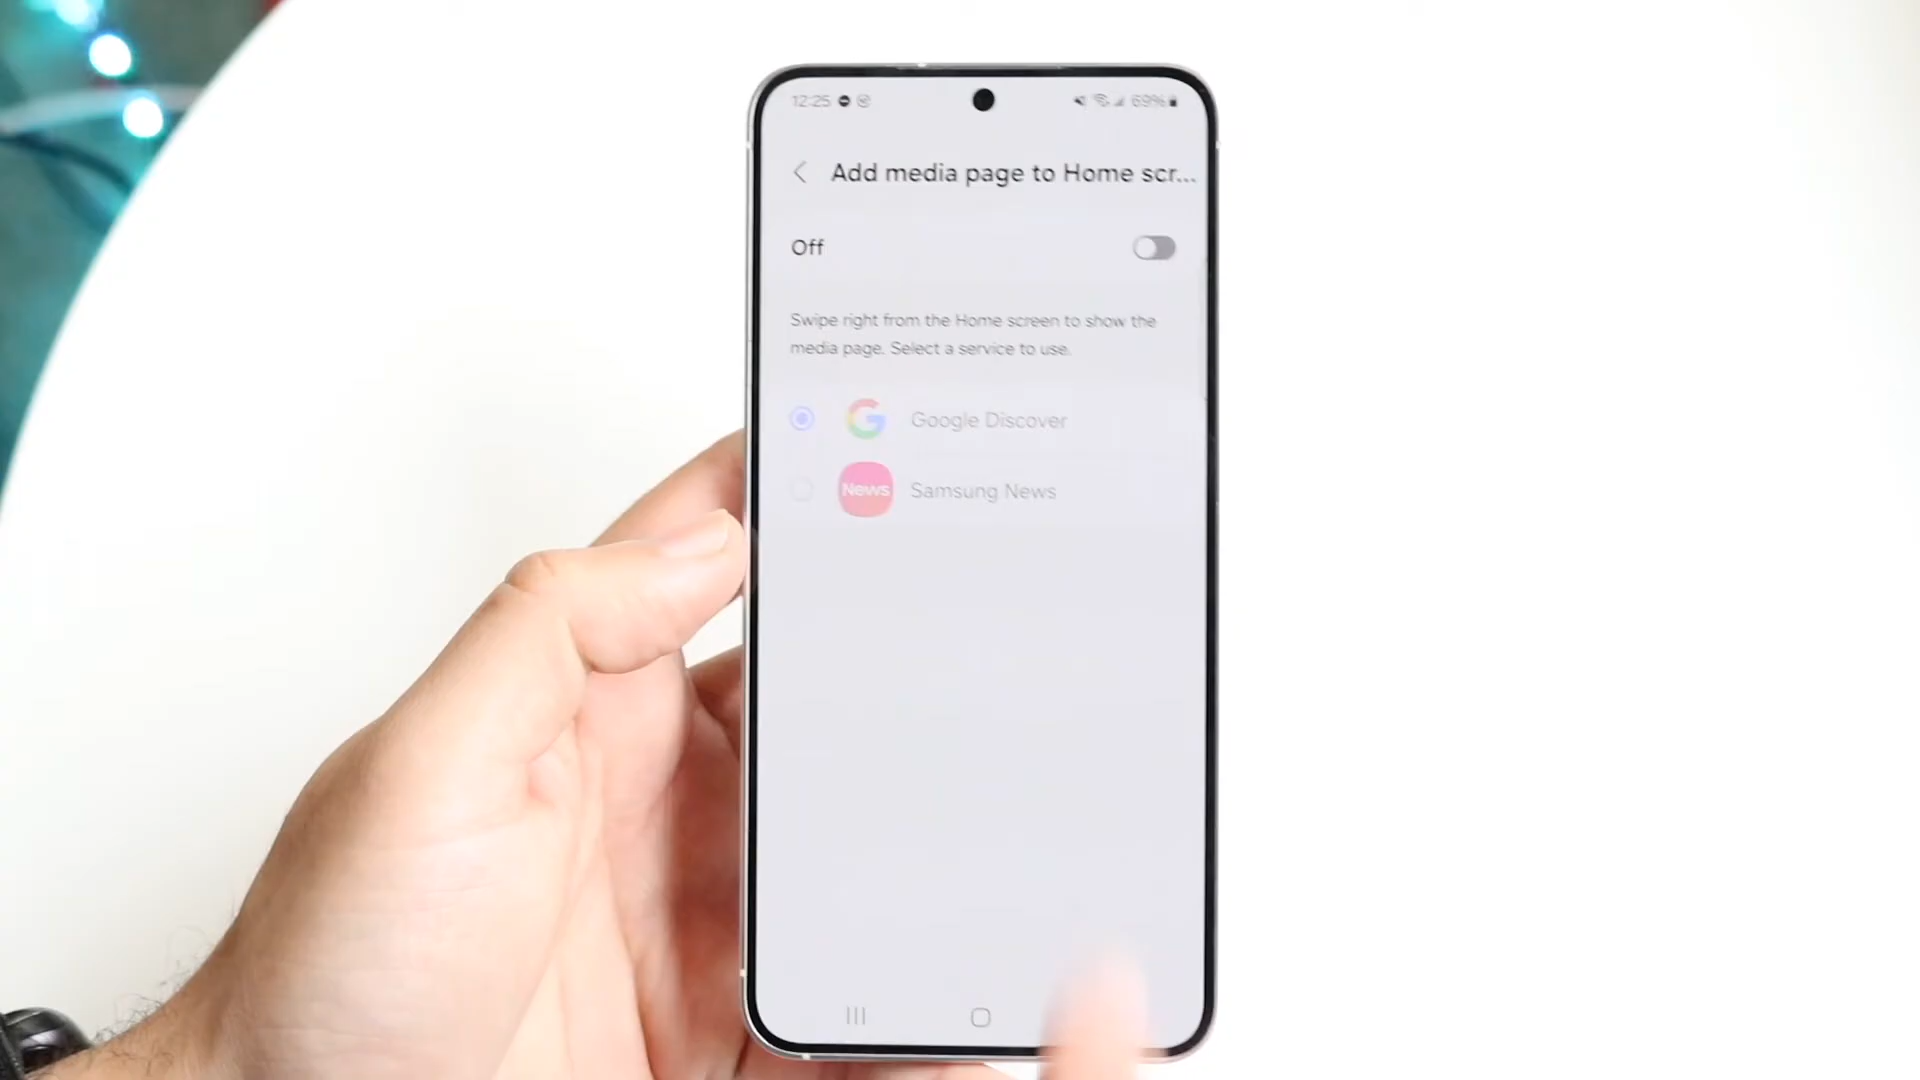 12:25
69%
Add media page to Home scr...
Off
Swipe right from the Home screen to show the
media page. Select a service to use.
G Google Discover
News Samsung News